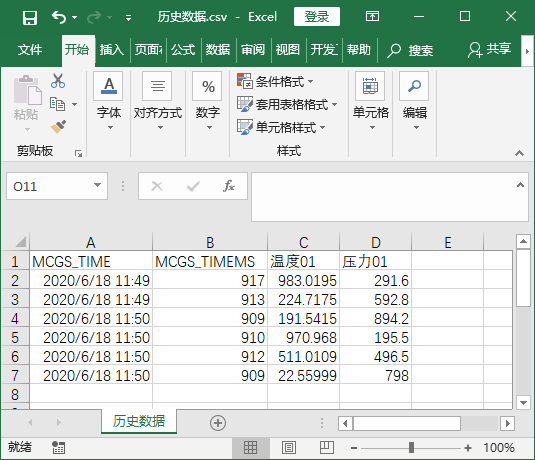 历史数据.csv - Excel 登录
文件 开始 插入 页面布 公式 数据 审阅 视图 开发 帮助 搜索 共享
粘贴 字体 对齐方式 % 数字 条件格式 套用表格格式 单元格样式 单元格 编辑
剪贴板 样式
O11 fx
A B C D E
1 MCGS_TIME MCGS_TIMEMS 温度01 压力01
2 2020/6/18 11:49 917 983.0195 291.6
3 2020/6/18 11:49 913 224.7175 592.8
4 2020/6/18 11:50 909 191.5415 894.2
5 2020/6/18 11:50 910 970.968 195.5
6 2020/6/18 11:50 912 511.0109 496.5
7 2020/6/18 11:50 909 22.55999 798
8
历史数据
就绪 100%